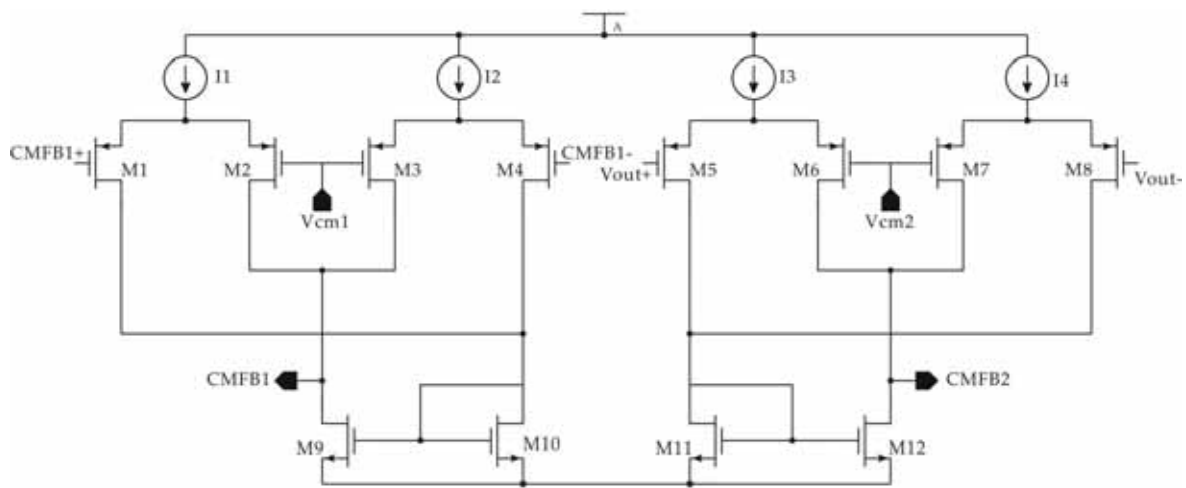 A
I1
I2
I3
I4
CMFB1+
M1
M2
M3
M4
CMFB1-
Vout+
M5
M6
M7
M8
Vout-
Vcm1
Vcm2
CMFB1
CMFB2
M9
M10
M11
M12